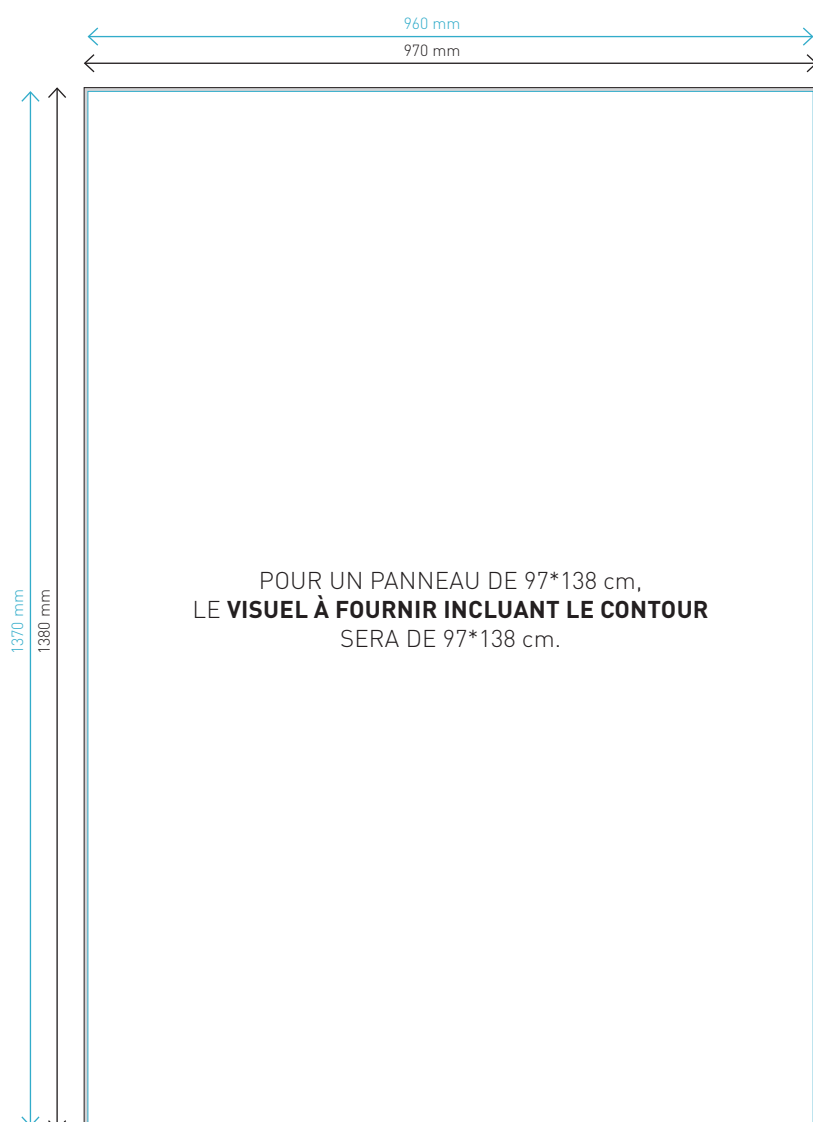 960 mm
970 mm
1370 mm
1380 mm
POUR UN PANNEAU DE 97*138 cm,
LE VISUEL À FOURNIR INCLUANT LE CONTOUR
SERA DE 97*138 cm.